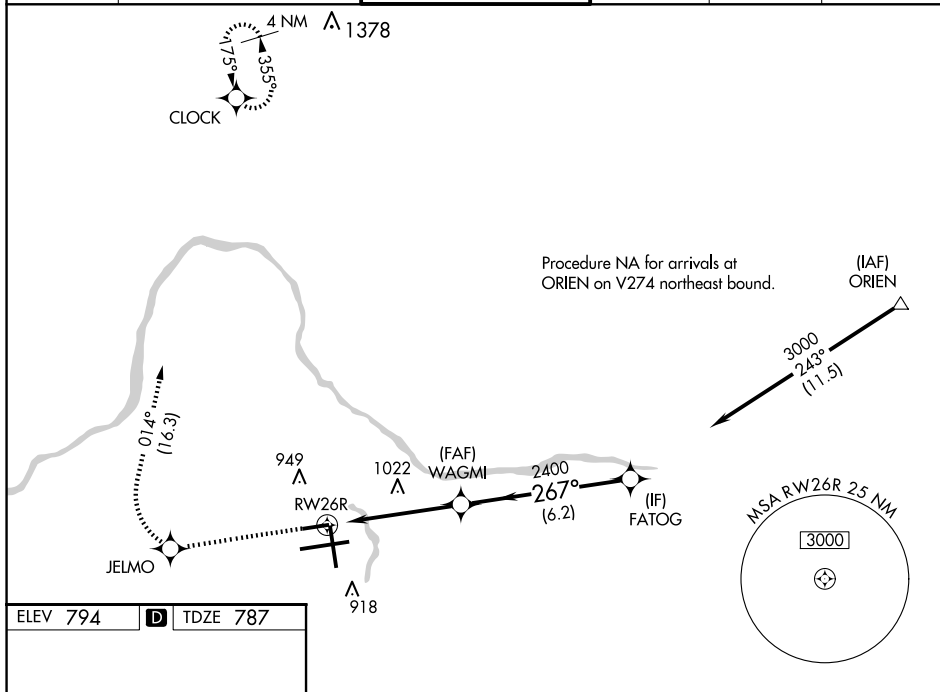 4 NM
1378
175°
355°
CLOCK
Procedure NA for arrivals at
ORIEN on V274 northeast bound.
(IAF)
ORIEN
3000
243°
(11.5)
014°
(16.3)
949
1022
(FAF)
WAGMI
2400
267°
(6.2)
(IF)
FATOG
RW26R
JELMO
918
MSA RW26R 25 NM
3000
ELEV 794 D TDZE 787